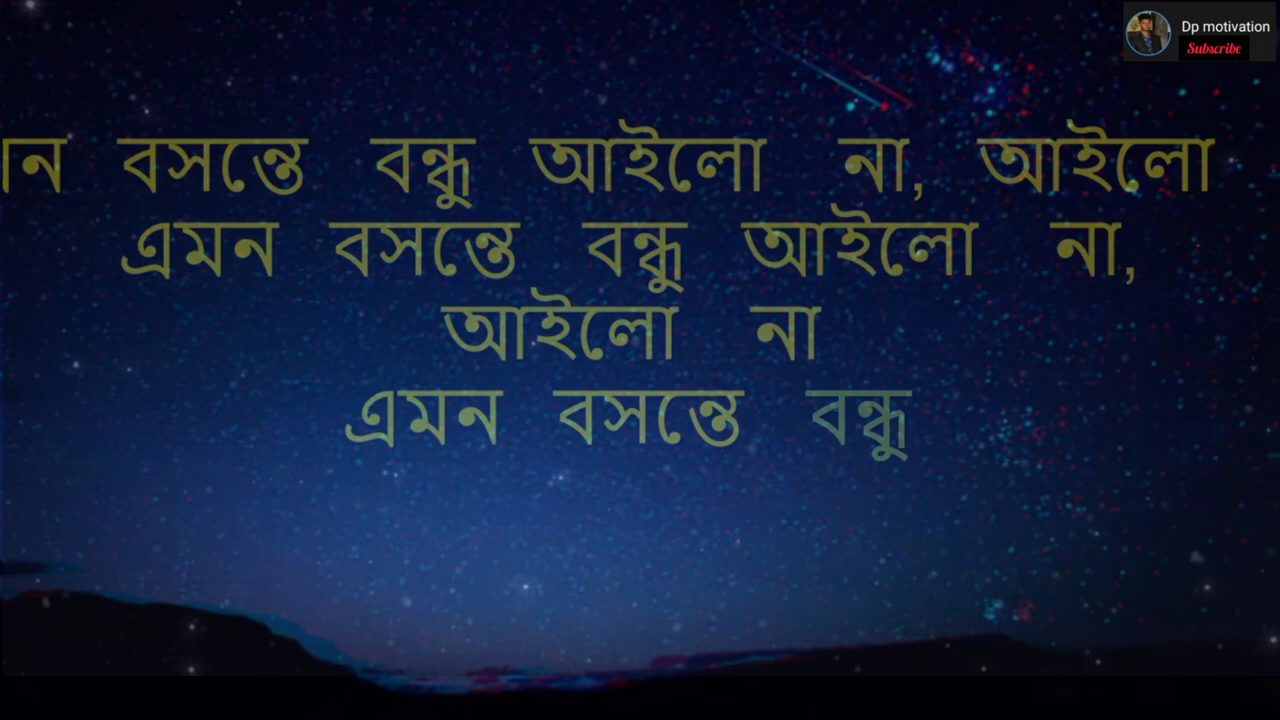 Dp motivation
Subscribe
ন বসন্তে বন্ধু আইলো না, আইলো
এমন বসন্তে বন্ধু আইলো না,
আইলো না
এমন বসন্তে বন্ধু